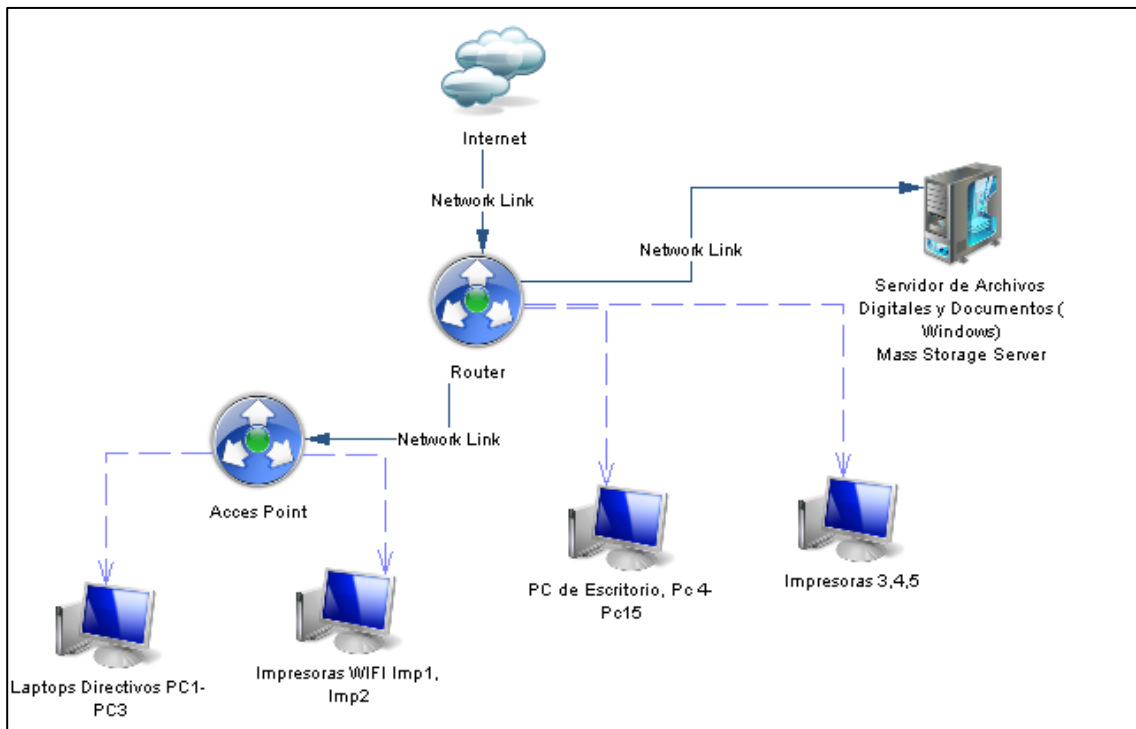 Internet
Network Link
Network Link
Servidor de Archivos
Digitales y Documentos (
Windows)
Mass Storage Server
Router
Network Link
Acces Point
PC de Escritorio, Pc 4-
Pc15
Impresoras 3,4,5
Laptops Directivos PC1-
PC3
Impresoras WIFI Imp1,
Imp2